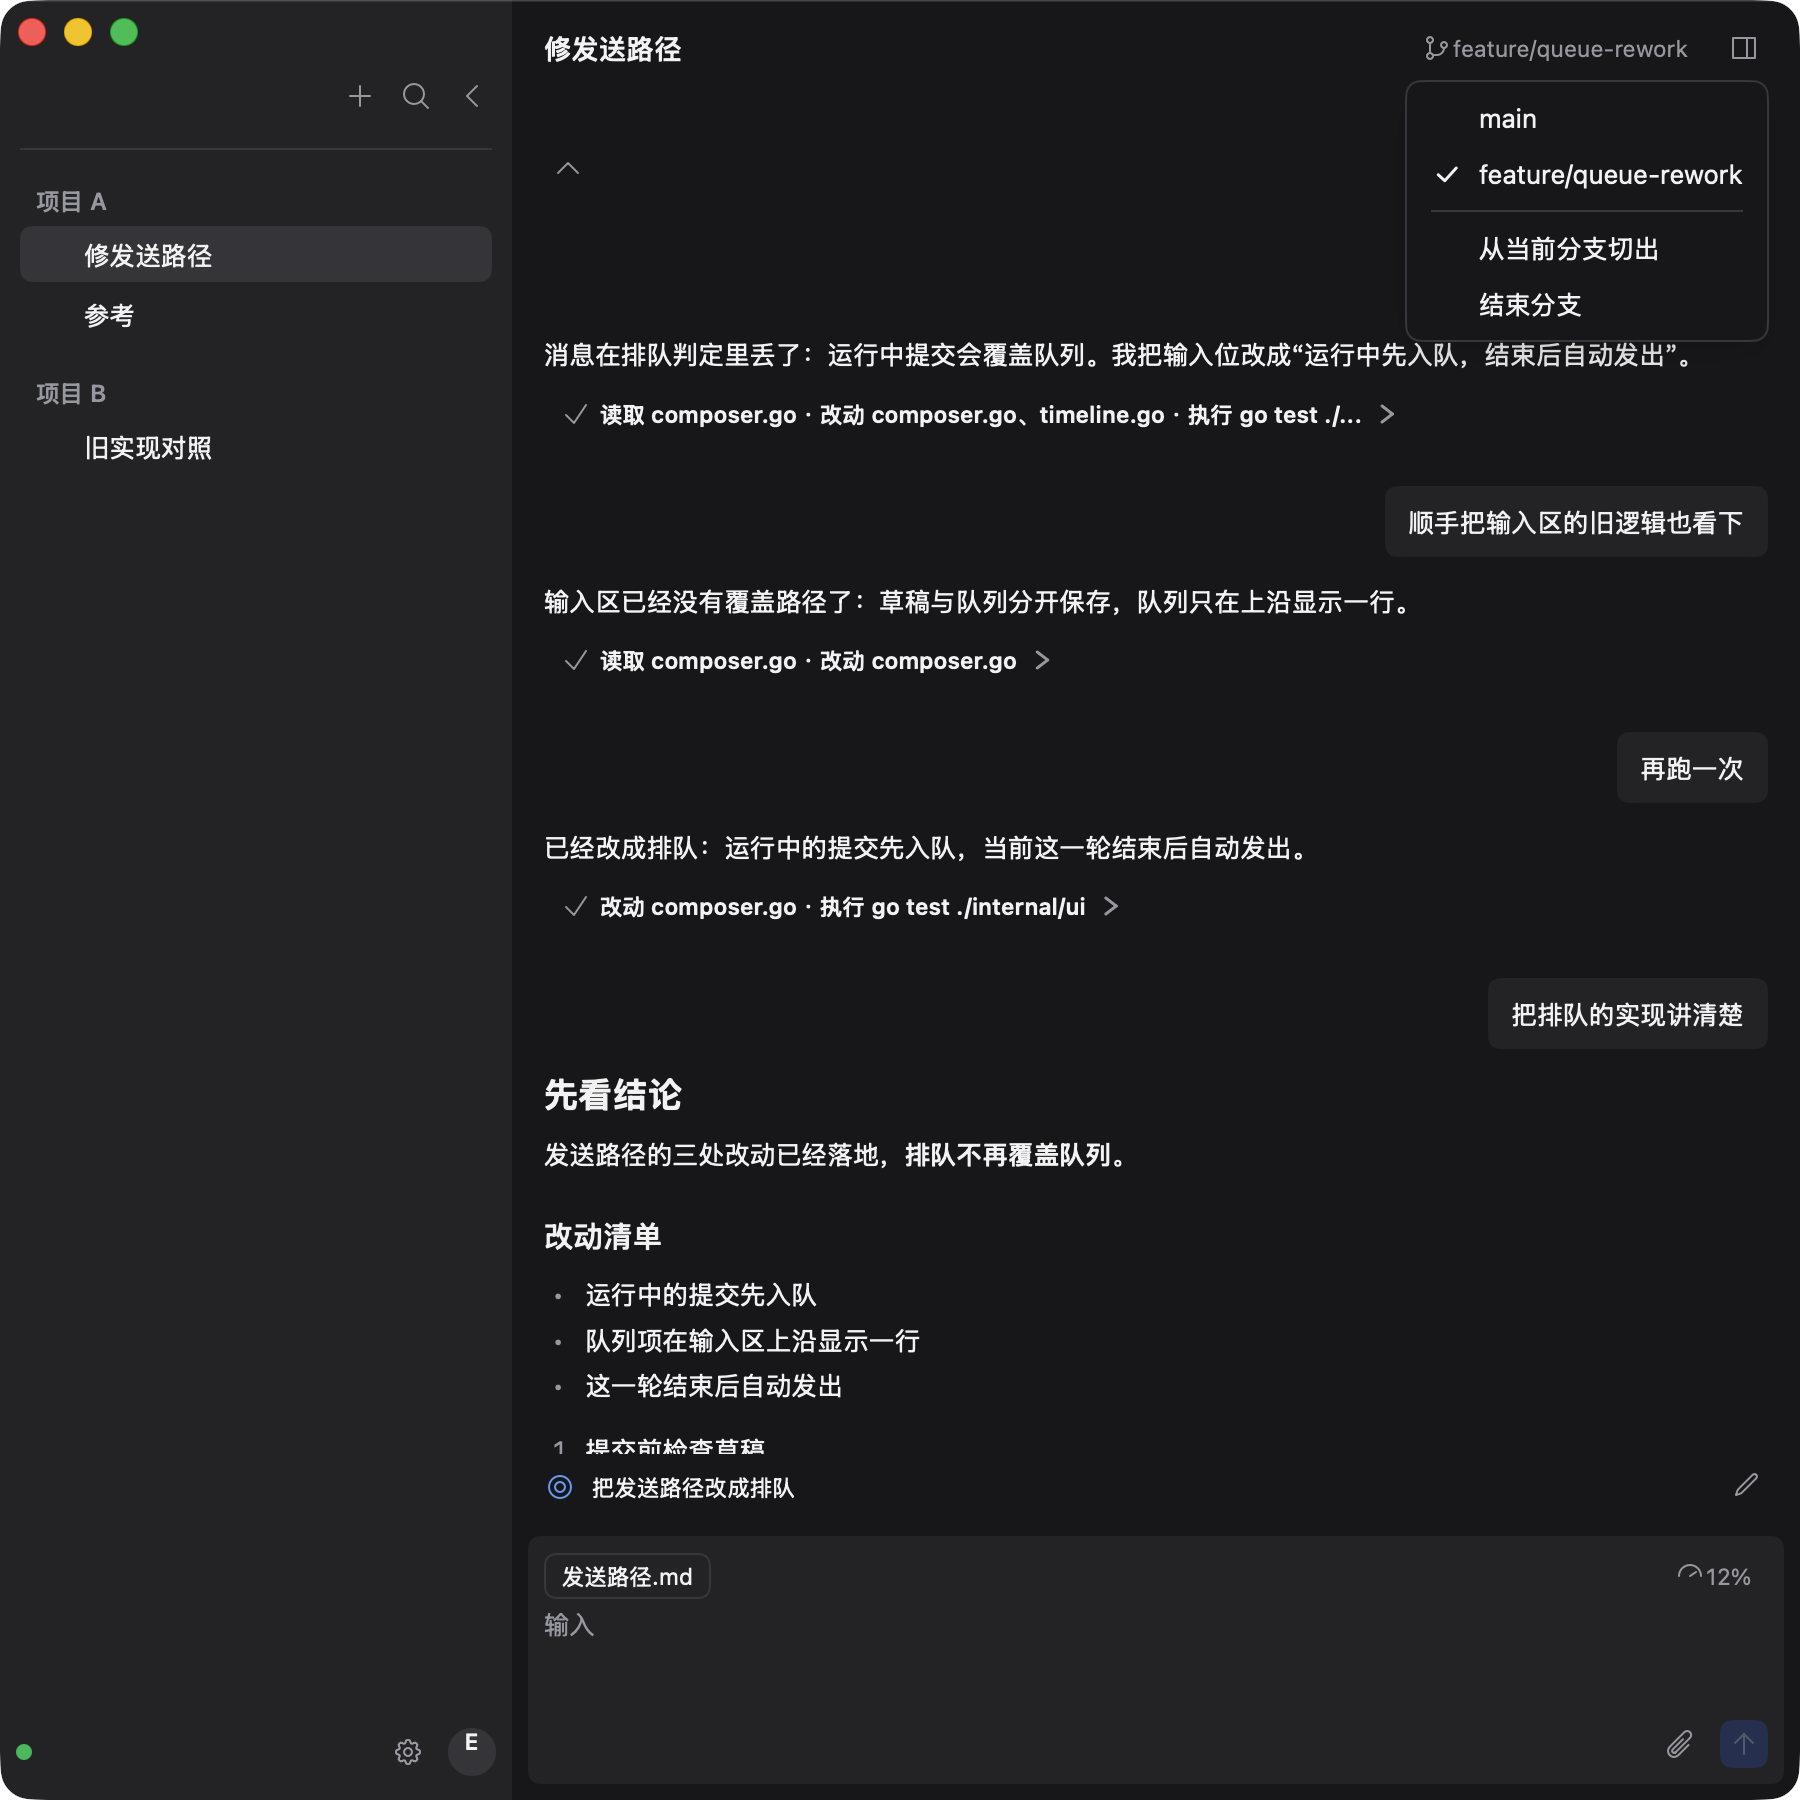 修发送路径
feature/queue-rework
main
feature/queue-rework
从当前分支切出
结束分支
项目 A
修发送路径
参考
项目 B
旧实现对照
消息在排队判定里丢了：运行中提交会覆盖队列。我把输入位改成“运行中先入队，结束后自动发出”。
读取 composer.go · 改动 composer.go、timeline.go · 执行 go test ./...
顺手把输入区的旧逻辑也看下
输入区已经没有覆盖路径了：草稿与队列分开保存，队列只在上沿显示一行。
读取 composer.go · 改动 composer.go
再跑一次
已经改成排队：运行中的提交先入队，当前这一轮结束后自动发出。
改动 composer.go · 执行 go test ./internal/ui
把排队的实现讲清楚
先看结论
发送路径的三处改动已经落地，排队不再覆盖队列。
改动清单
• 运行中的提交先入队
• 队列项在输入区上沿显示一行
• 这一轮结束后自动发出
1 提交前检查草稿
把发送路径改成排队
发送路径.md
12%
输入
E